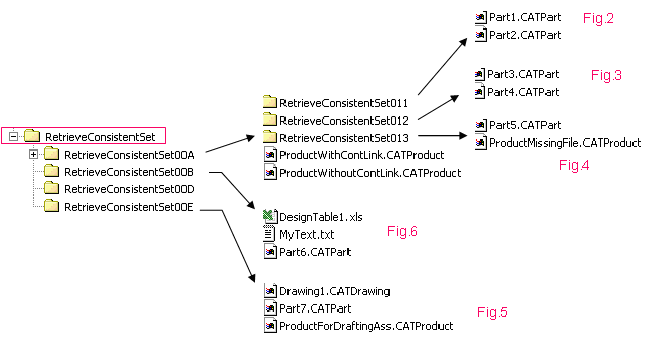 RetrieveConsistentSet
RetrieveConsistentSet00A
RetrieveConsistentSet00B
RetrieveConsistentSet00D
RetrieveConsistentSet00E
RetrieveConsistentSet011
RetrieveConsistentSet012
RetrieveConsistentSet013
ProductWithContLink.CATProduct
ProductWithoutContLink.CATProduct
Part1.CATPart
Part2.CATPart
Fig.2
Part3.CATPart
Part4.CATPart
Fig.3
Part5.CATPart
ProductMissingFile.CATProduct
Fig.4
DesignTable1.xls
MyText.txt
Part6.CATPart
Fig.6
Drawing1.CATDrawing
Part7.CATPart
ProductForDraftingAss.CATProduct
Fig.5